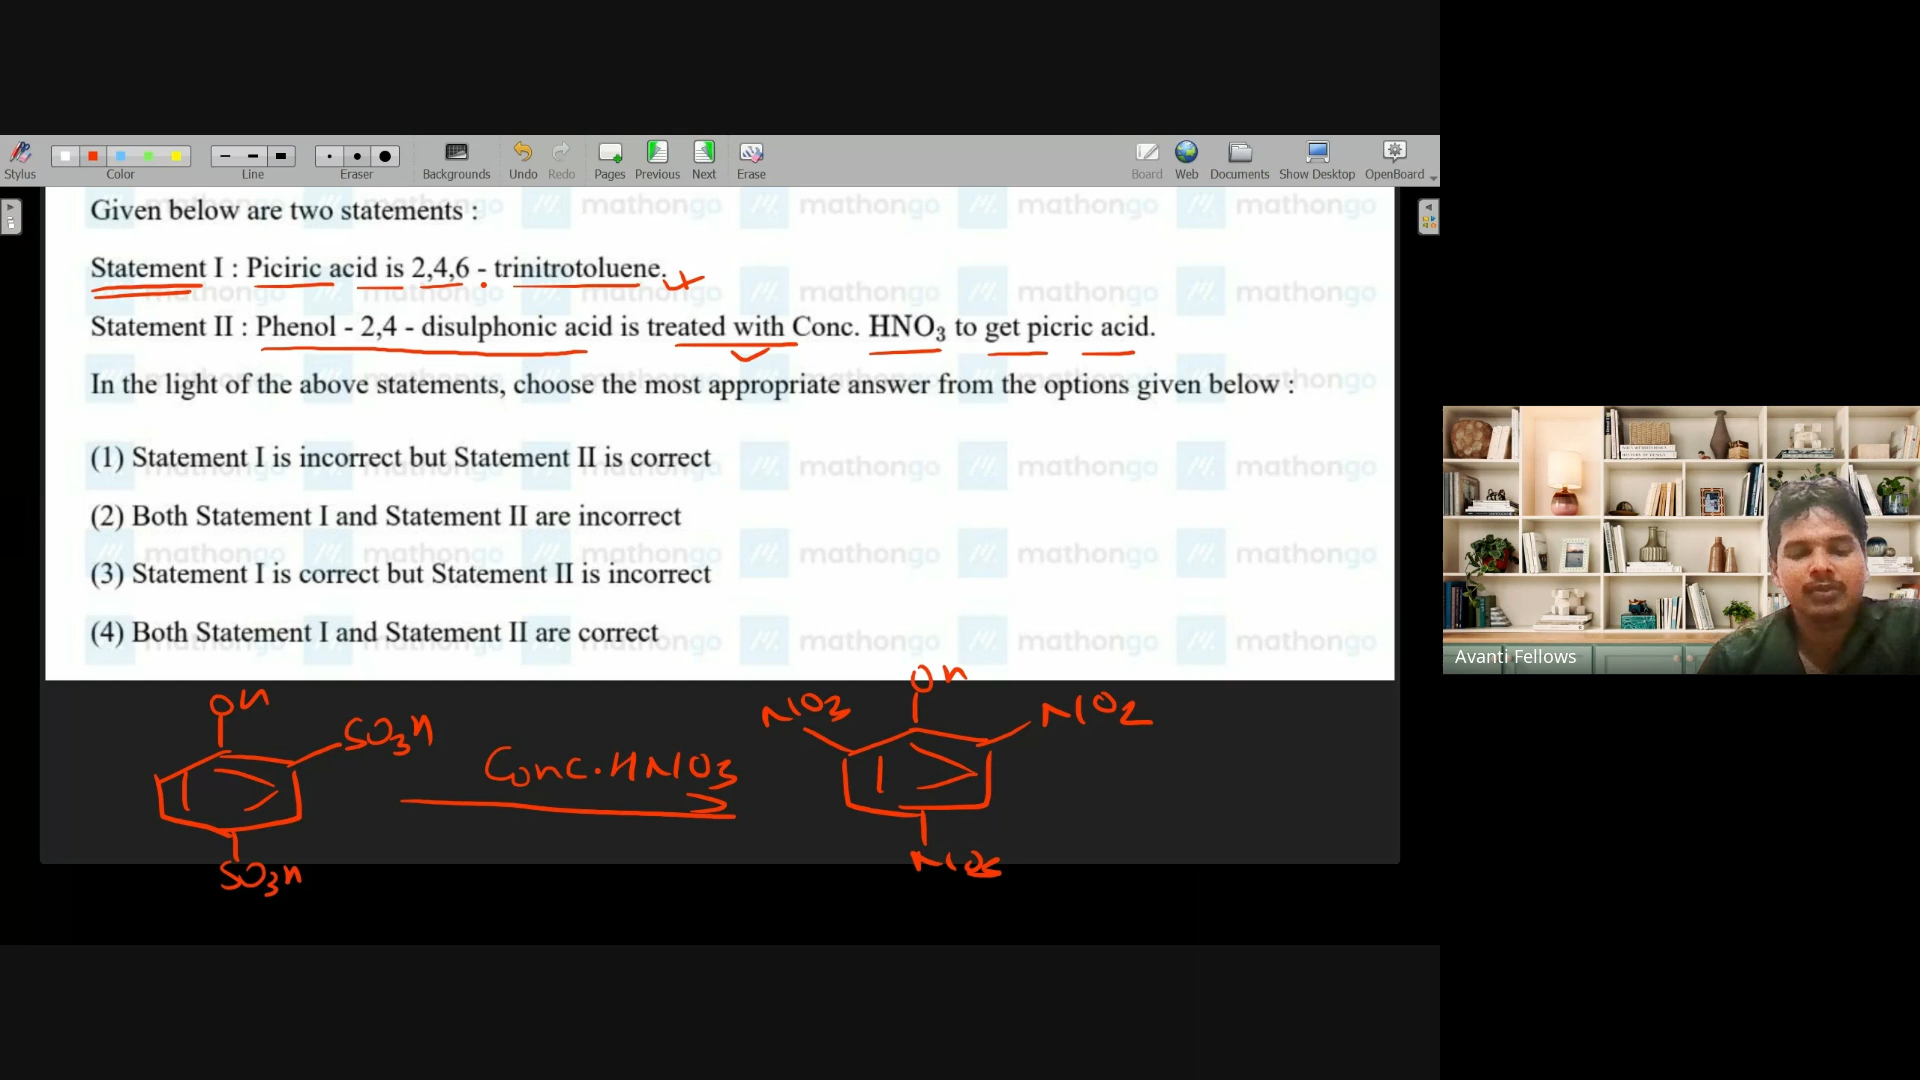 Stylus Color Line Eraser Backgrounds Undo Redo Pages Previous Next Erase Board Web Documents Show Desktop OpenBoard
Given below are two statements :
Statement I : Piciric acid is 2,4,6 - trinitrotoluene.
Statement II : Phenol - 2,4 - disulphonic acid is treated with Conc. HNO₃ to get picric acid.
In the light of the above statements, choose the most appropriate answer from the options given below :
(1) Statement I is incorrect but Statement II is correct
(2) Both Statement I and Statement II are incorrect
(3) Statement I is correct but Statement II is incorrect
(4) Both Statement I and Statement II are correct
mathongo
OH
SO₃H
SO₃H
Conc. HNO₃
OH
NO₃
NO₂
Avanti Fellows